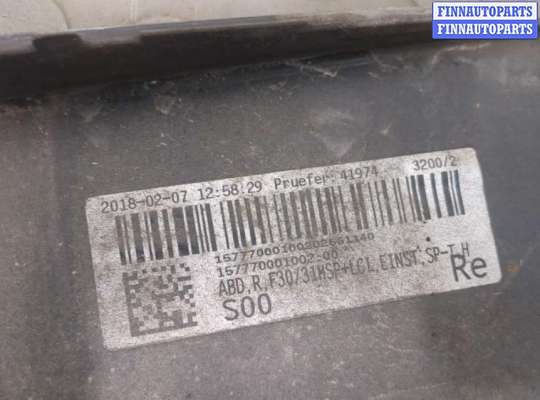 FINNAUTOPARTS
FINNAUTOPARTS
2018-02-07 12:58:29 Pruefer: 41974 3200/2
157770001002:00
ABD,R,F30/31MSP+LCI,EINST.SP-T,H
S00
Re